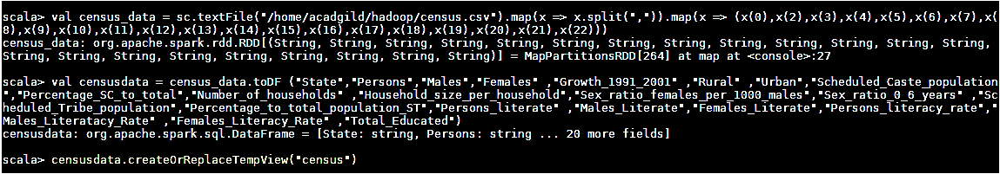 scala> val census_data = sc.textFile("/home/acadgild/hadoop/census.csv").map(x => x.split(",")).map(x => (x(0),x(2),x(3),x(4),x(5),x(6),x(7),x(
8),x(9),x(10),x(11),x(12),x(13),x(14),x(15),x(16),x(17),x(18),x(19),x(20),x(21),x(22)))
census_data: org.apache.spark.rdd.RDD[(String, String, String, String, String, String, String, String, String, String, String, String, String,
String, String, String, String, String, String, String, String, String)] = MapPartitionsRDD[264] at map at <console>:27
scala> val censusdata = census_data.toDF ("State","Persons","Males","Females" ,"Growth_1991_2001" ,"Rural" ,"Urban","Scheduled_Caste_population
","Percentage_SC_to_total","Number_of_households" ,"Household_size_per_household","Sex_ratio_females_per_1000_males","Sex_ratio_0_6_years" ,"Sc
heduled_Tribe_population","Percentage_to_total_population_ST","Persons_literate" ,"Males_Literate","Females_Literate","Persons_literacy_rate","
Males_Literatacy_Rate" ,"Females_Literacy_Rate" ,"Total_Educated")
censusdata: org.apache.spark.sql.DataFrame = [State: string, Persons: string ... 20 more fields]
scala> censusdata.createOrReplaceTempView("census")